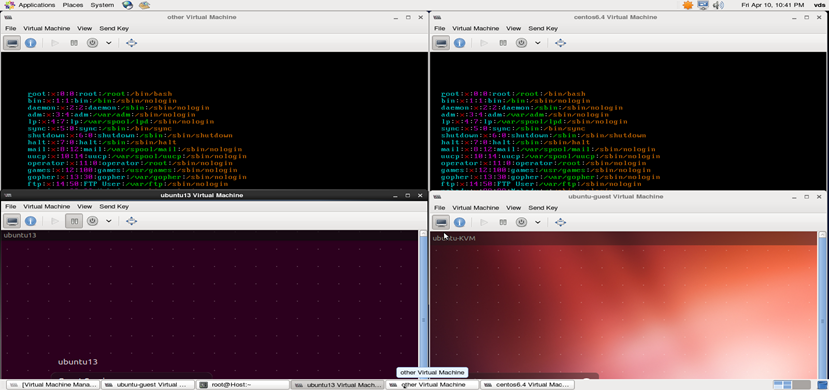 Applications Places System Fri Apr 10, 10:41 PM vds
other Virtual Machine
File Virtual Machine View Send Key
root:x:0:0:root:/root:/bin/bash
bin:x:1:1:bin:/bin:/sbin/nologin
daemon:x:2:2:daemon:/sbin:/sbin/nologin
adm:x:3:4:adm:/var/adm:/sbin/nologin
lp:x:4:7:lp:/var/spool/lpd:/sbin/nologin
sync:x:5:0:sync:/sbin:/bin/sync
shutdown:x:6:0:shutdown:/sbin:/sbin/shutdown
halt:x:7:0:halt:/sbin:/sbin/halt
mail:x:8:12:mail:/var/spool/mail:/sbin/nologin
uucp:x:10:14:uucp:/var/spool/uucp:/sbin/nologin
operator:x:11:0:operator:/root:/sbin/nologin
games:x:12:100:games:/usr/games:/sbin/nologin
gopher:x:13:30:gopher:/var/gopher:/sbin/nologin
ftp:x:14:50:FTP User:/var/ftp:/sbin/nologin
centos6.4 Virtual Machine
File Virtual Machine View Send Key
root:x:0:0:root:/root:/bin/bash
bin:x:1:1:bin:/bin:/sbin/nologin
daemon:x:2:2:daemon:/sbin:/sbin/nologin
adm:x:3:4:adm:/var/adm:/sbin/nologin
lp:x:4:7:lp:/var/spool/lpd:/sbin/nologin
sync:x:5:0:sync:/sbin:/bin/sync
shutdown:x:6:0:shutdown:/sbin:/sbin/shutdown
halt:x:7:0:halt:/sbin:/sbin/halt
mail:x:8:12:mail:/var/spool/mail:/sbin/nologin
uucp:x:10:14:uucp:/var/spool/uucp:/sbin/nologin
operator:x:11:0:operator:/root:/sbin/nologin
games:x:12:100:games:/usr/games:/sbin/nologin
gopher:x:13:30:gopher:/var/gopher:/sbin/nologin
ftp:x:14:50:FTP User:/var/ftp:/sbin/nologin
ubuntu13 Virtual Machine
File Virtual Machine View Send Key
ubuntu13
ubuntu13
ubuntu-guest Virtual Machine
File Virtual Machine View Send Key
ubuntu-KVM
other Virtual Machine
[Virtual Machine Mana... ubuntu-guest Virtual ... root@Host:~ ubuntu13 Virtual Mach... other Virtual Machine centos6.4 Virtual Mac...